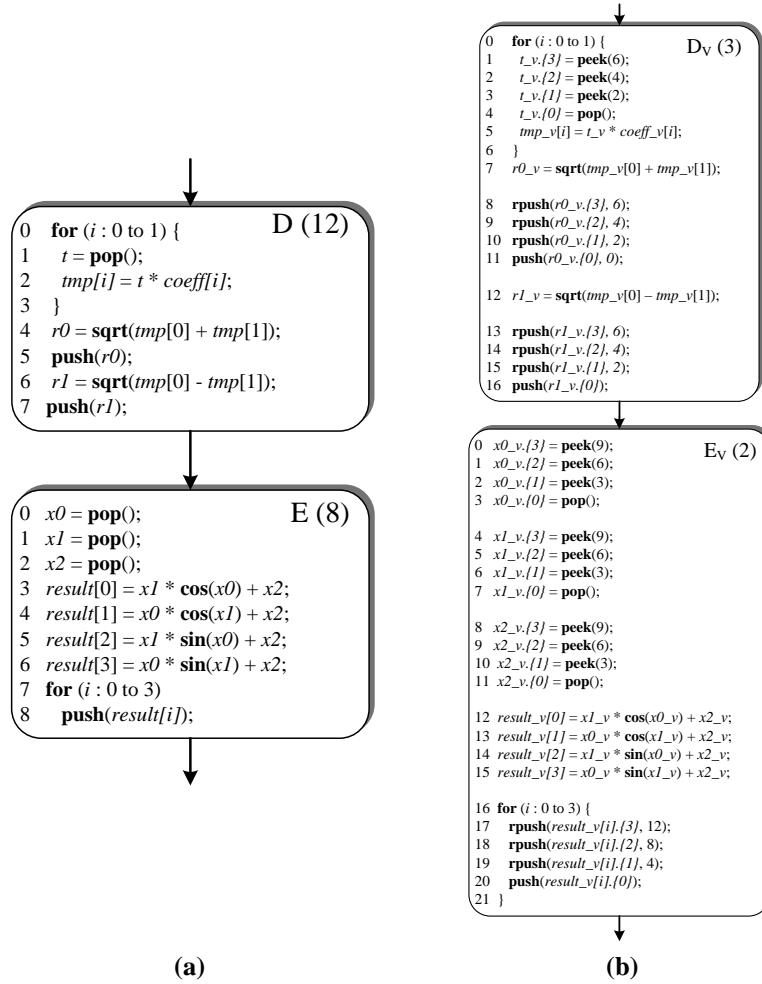 D (12)
0 for (i : 0 to 1) {
1 t = pop();
2 tmp[i] = t * coeff[i];
3 }
4 r0 = sqrt(tmp[0] + tmp[1]);
5 push(r0);
6 r1 = sqrt(tmp[0] - tmp[1]);
7 push(r1);
E (8)
0 x0 = pop();
1 x1 = pop();
2 x2 = pop();
3 result[0] = x1 * cos(x0) + x2;
4 result[1] = x0 * cos(x1) + x2;
5 result[2] = x1 * sin(x0) + x2;
6 result[3] = x0 * sin(x1) + x2;
7 for (i : 0 to 3)
8 push(result[i]);
(a)
DV (3)
0 for (i : 0 to 1) {
1 t_v.{3} = peek(6);
2 t_v.{2} = peek(4);
3 t_v.{1} = peek(2);
4 t_v.{0} = pop();
5 tmp_v[i] = t_v * coeff_v[i];
6 }
7 r0_v = sqrt(tmp_v[0] + tmp_v[1]);
8 rpush(r0_v.{3}, 6);
9 rpush(r0_v.{2}, 4);
10 rpush(r0_v.{1}, 2);
11 push(r0_v.{0}, 0);
12 r1_v = sqrt(tmp_v[0] – tmp_v[1]);
13 rpush(r1_v.{3}, 6);
14 rpush(r1_v.{2}, 4);
15 rpush(r1_v.{1}, 2);
16 push(r1_v.{0});
EV (2)
0 x0_v.{3} = peek(9);
1 x0_v.{2} = peek(6);
2 x0_v.{1} = peek(3);
3 x0_v.{0} = pop();
4 x1_v.{3} = peek(9);
5 x1_v.{2} = peek(6);
6 x1_v.{1} = peek(3);
7 x1_v.{0} = pop();
8 x2_v.{3} = peek(9);
9 x2_v.{2} = peek(6);
10 x2_v.{1} = peek(3);
11 x2_v.{0} = pop();
12 result_v[0] = x1_v * cos(x0_v) + x2_v;
13 result_v[1] = x0_v * cos(x1_v) + x2_v;
14 result_v[2] = x1_v * sin(x0_v) + x2_v;
15 result_v[3] = x0_v * sin(x1_v) + x2_v;
16 for (i : 0 to 3) {
17 rpush(result_v[i].{3}, 12);
18 rpush(result_v[i].{2}, 8);
19 rpush(result_v[i].{1}, 4);
20 push(result_v[i].{0});
21 }
(b)